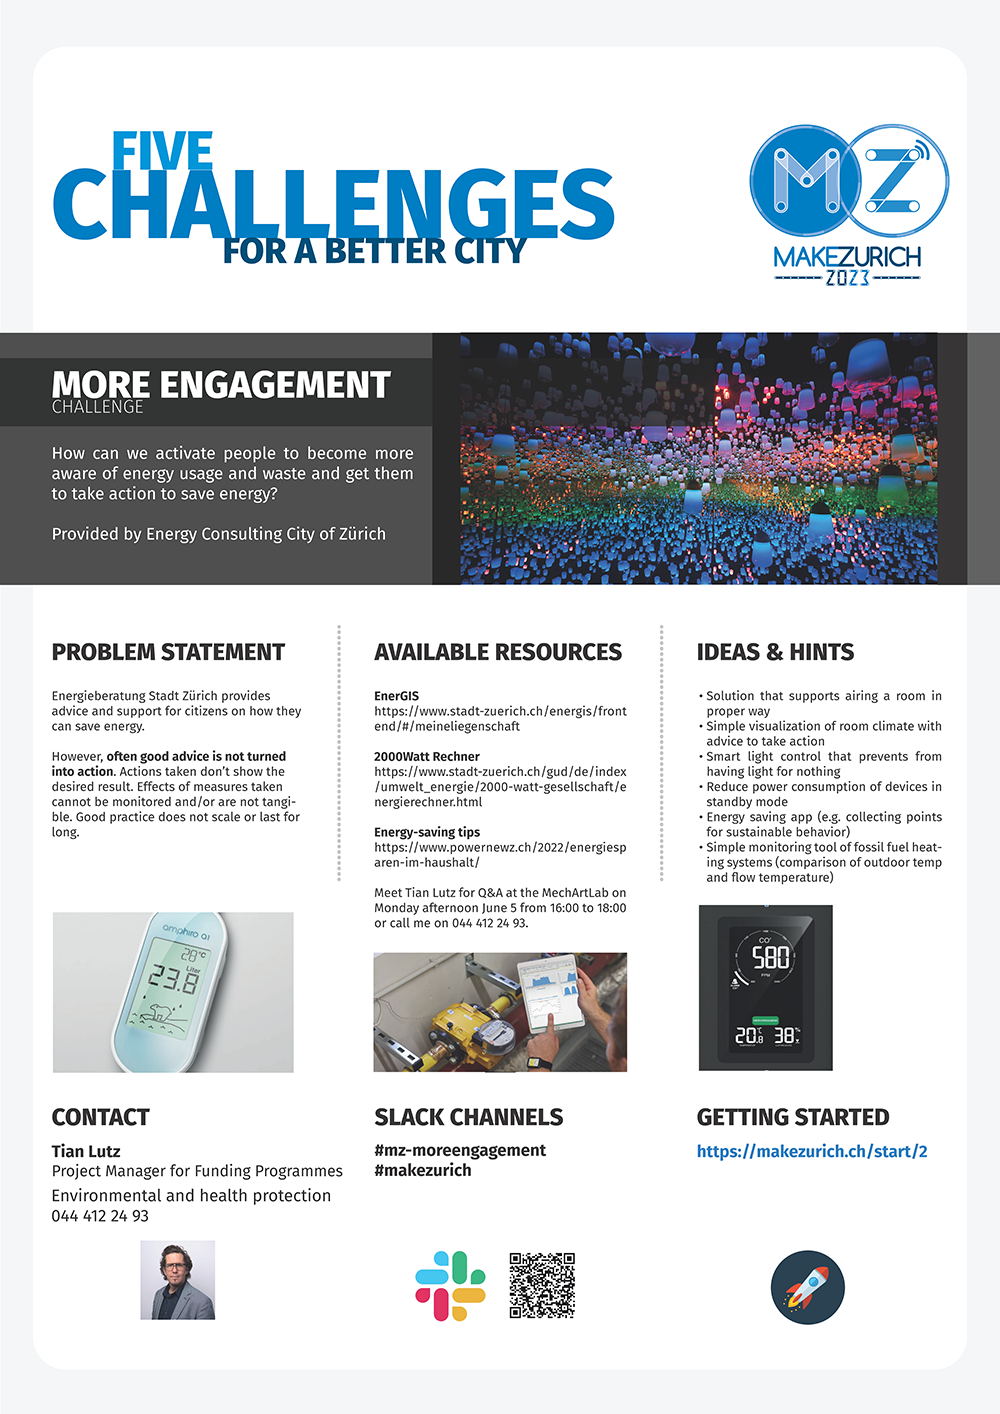 FIVE
CHALLENGES
FOR A BETTER CITY
MZ
MAKEZURICH
2023
MORE ENGAGEMENT
CHALLENGE
How can we activate people to become more
aware of energy usage and waste and get them
to take action to save energy?
Provided by Energy Consulting City of Zürich
PROBLEM STATEMENT
Energieberatung Stadt Zürich provides
advice and support for citizens on how they
can save energy.
However, often good advice is not turned
into action. Actions taken don't show the
desired result. Effects of measures taken
cannot be monitored and/or are not tangi-
ble. Good practice does not scale or last for
long.
AVAILABLE RESOURCES
EnerGIS
https://www.stadt-zuerich.ch/energis/front
end/#/meineliegenschaft
2000Watt Rechner
https://www.stadt-zuerich.ch/gud/de/index
/umwelt_energie/2000-watt-gesellschaft/e
nergierechner.html
Energy-saving tips
https://www.powernewz.ch/2022/energiesp
aren-im-haushalt/
Meet Tian Lutz for Q&A at the MechArtLab on
Monday afternoon June 5 from 16:00 to 18:00
or call me on 044 412 24 93.
IDEAS & HINTS
• Solution that supports airing a room in
proper way
• Simple visualization of room climate with
advice to take action
• Smart light control that prevents from
having light for nothing
• Reduce power consumption of devices in
standby mode
• Energy saving app (e.g. collecting points
for sustainable behavior)
• Simple monitoring tool of fossil fuel heat-
ing systems (comparison of outdoor temp
and flow temperature)
amphiro a1
28°C
Liter
23.8
CO²
580
PPM
20.8 °C 38 %
CONTACT
Tian Lutz
Project Manager for Funding Programmes
Environmental and health protection
044 412 24 93
SLACK CHANNELS
#mz-moreengagement
#makezurich
GETTING STARTED
https://makezurich.ch/start/2